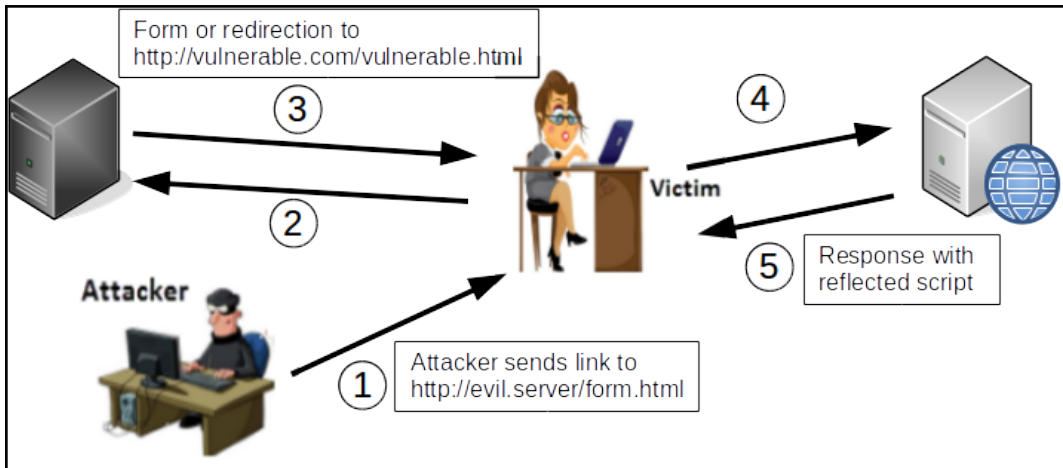 Form or redirection to
http://vulnerable.com/vulnerable.html
3
4
2
Victim
5
Response with
reflected script
Attacker
1
Attacker sends link to
http://evil.server/form.html